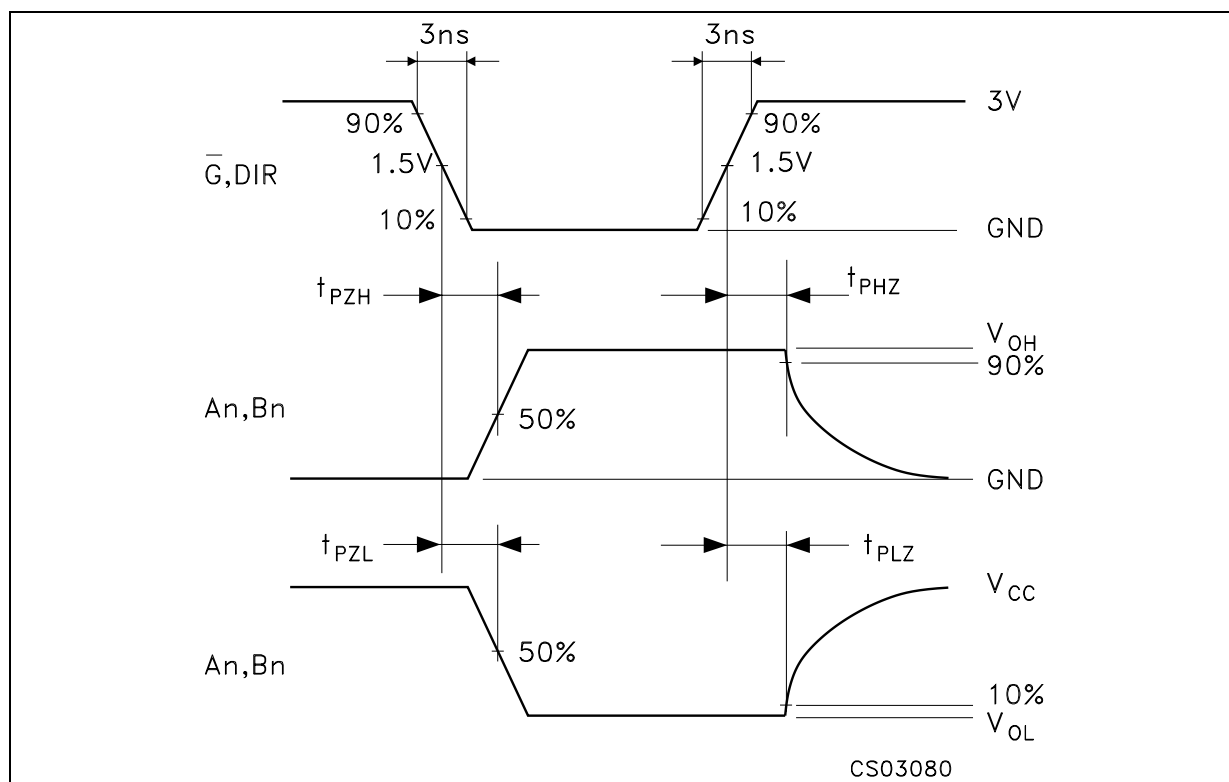 3ns 3ns
3V
90% 90%
G̅,DIR 1.5V 1.5V
10% 10%
GND
tPZH tPHZ
VOH
90%
An,Bn 50%
GND
tPZL tPLZ
VCC
An,Bn 50%
10%
VOL
CS03080